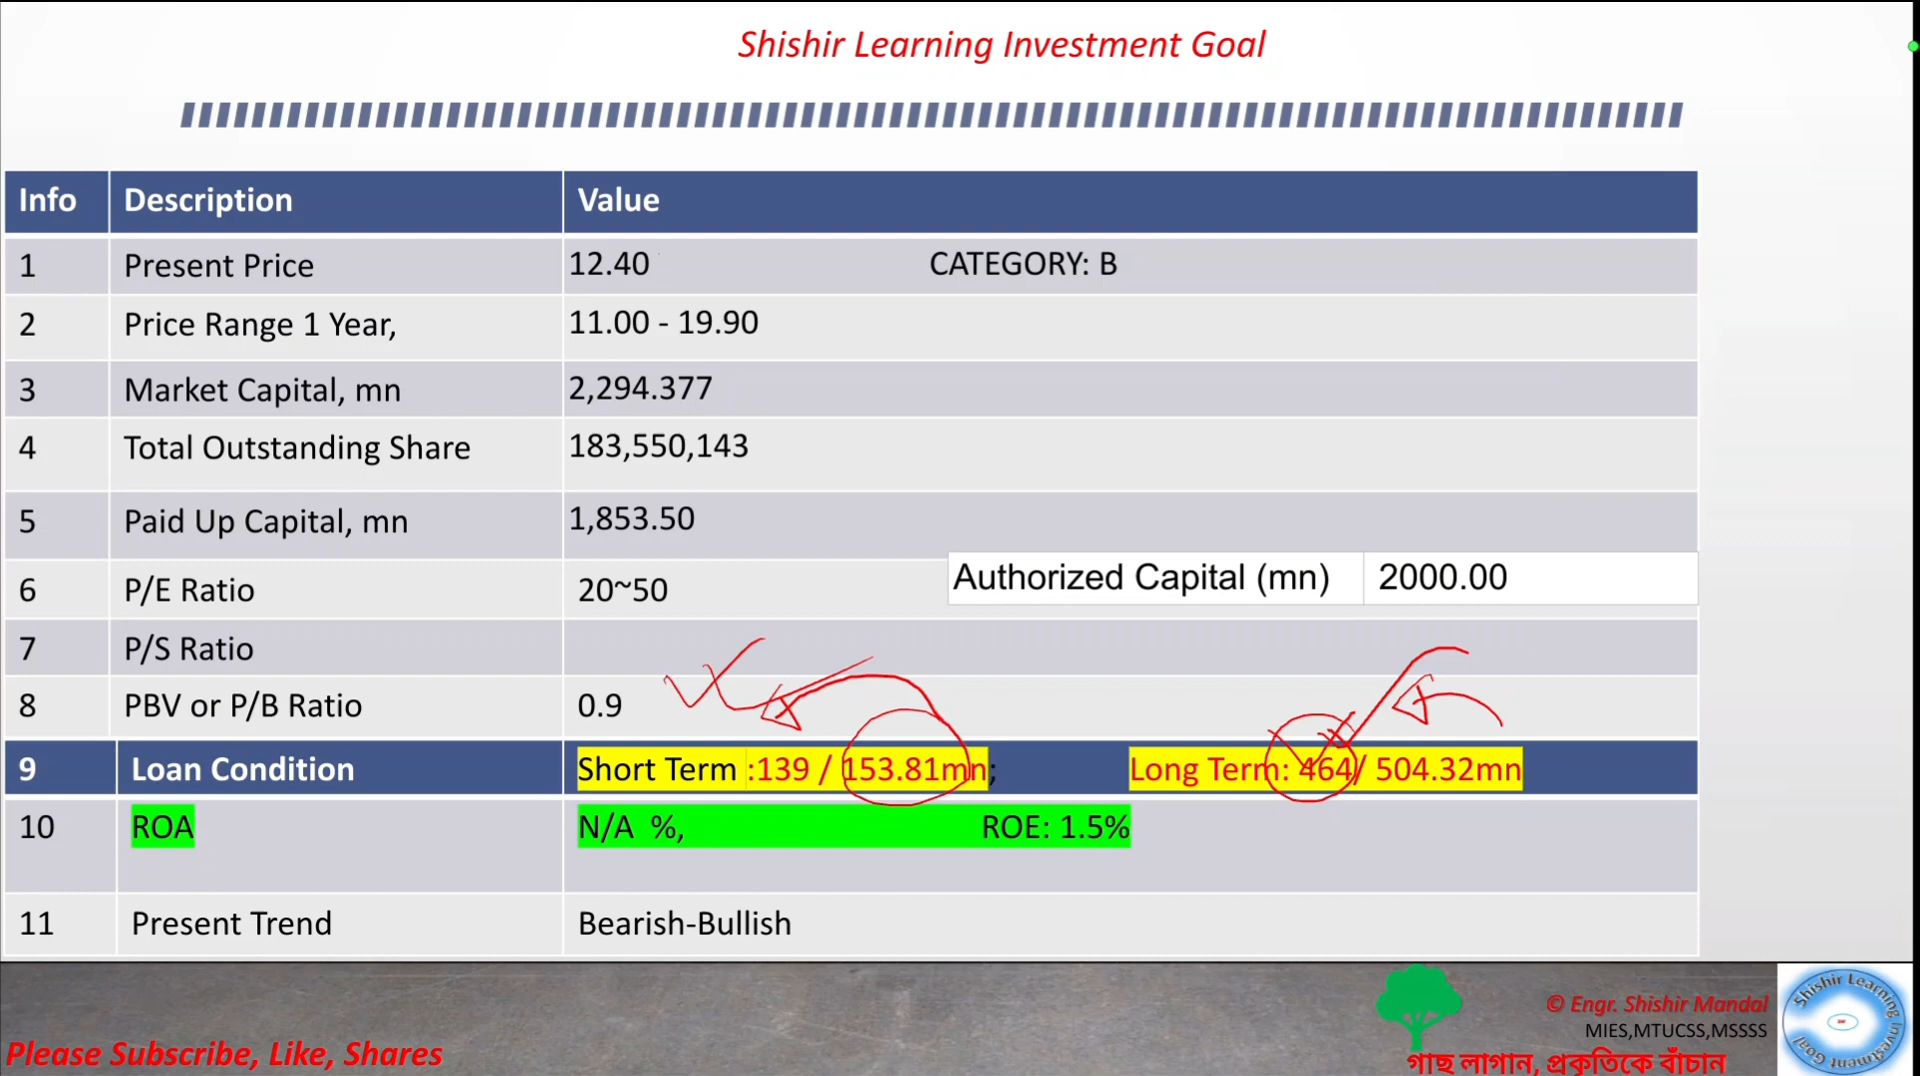 Shishir Learning Investment Goal
Info Description Value
1 Present Price 12.40 CATEGORY: B
2 Price Range 1 Year, 11.00 - 19.90
3 Market Capital, mn 2,294.377
4 Total Outstanding Share 183,550,143
5 Paid Up Capital, mn 1,853.50
Authorized Capital (mn) 2000.00
6 P/E Ratio 20~50
7 P/S Ratio
8 PBV or P/B Ratio 0.9
9 Loan Condition Short Term :139 / 153.81mn; Long Term: 464/ 504.32mn
10 ROA N/A %, ROE: 1.5%
11 Present Trend Bearish-Bullish
© Engr. Shishir Mandal
MIES,MTUCSS,MSSSS
Please Subscribe, Like, Shares
গাছ লাগান, প্রকৃতিকে বাঁচান
Shishir Learning Investment Goal